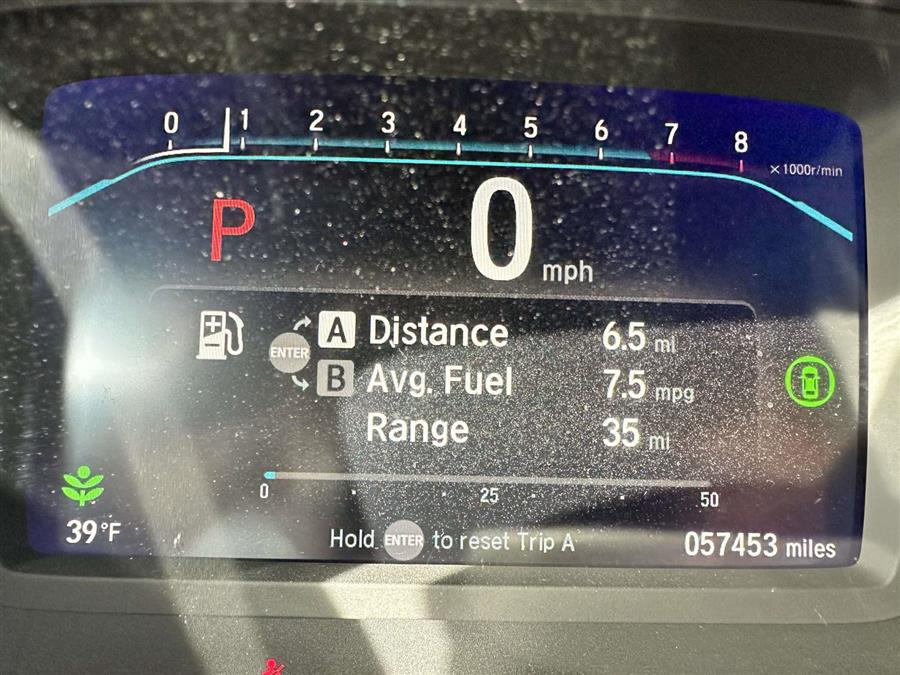 0 1 2 3 4 5 6 7 8
×1000r/min
P 0 mph
A Distance 6.5 mi
ENTER
B Avg. Fuel 7.5 mpg
Range 35 mi
0 25 50
39°F
Hold ENTER to reset Trip A
057453 miles